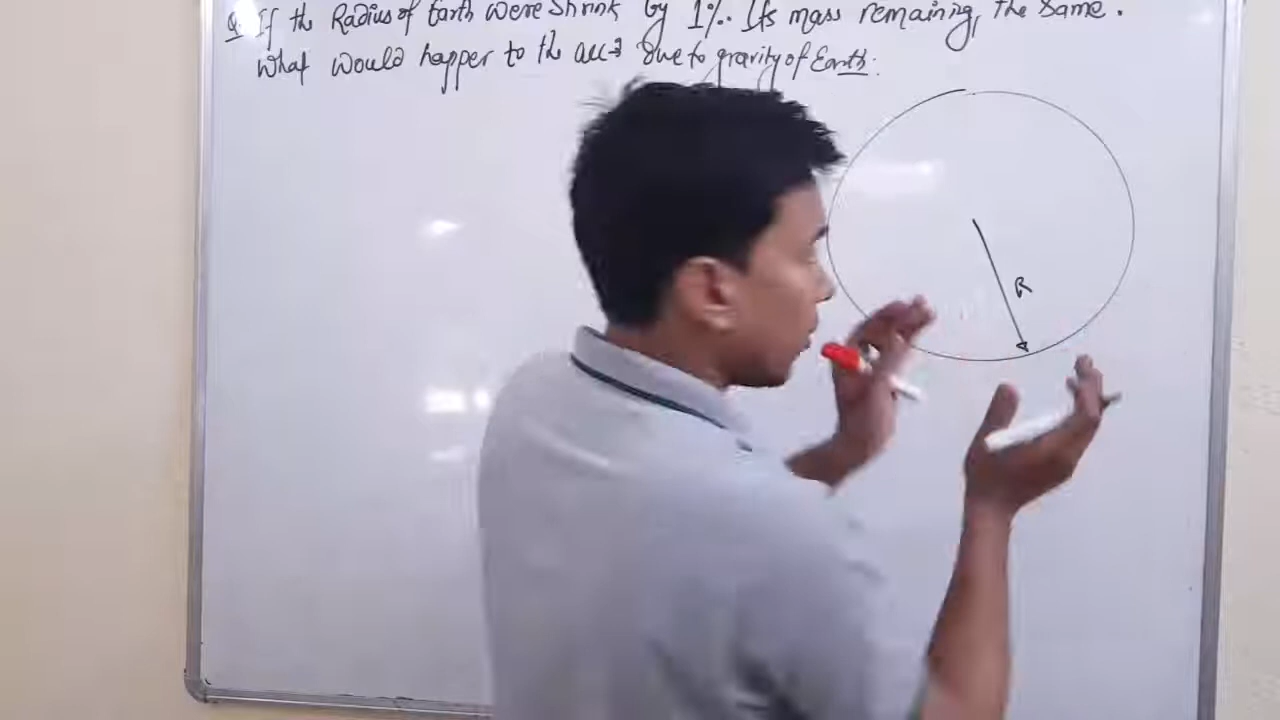 Q. If the Radius of Earth were Shrink by 1%. Its mass remaining the Same.
What would happer to the acc⁻ⁿ due to gravity of Earth:
R